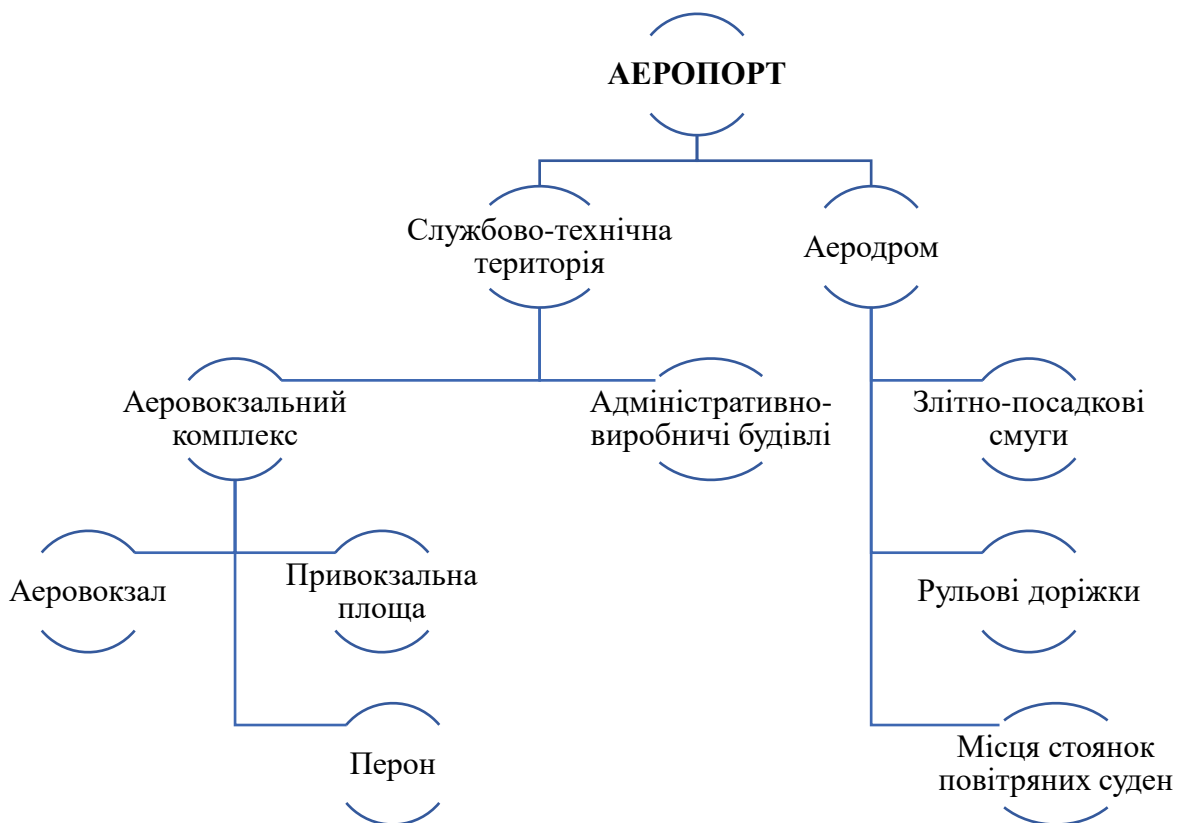 АЕРОПОРТ
Службово-технічна
територія
Аеродром
Аеровокзальний
комплекс
Адміністративно-
виробничі будівлі
Злітно-посадкові
смуги
Аеровокзал
Привокзальна
площа
Рульові доріжки
Перон
Місця стоянок
повітряних суден